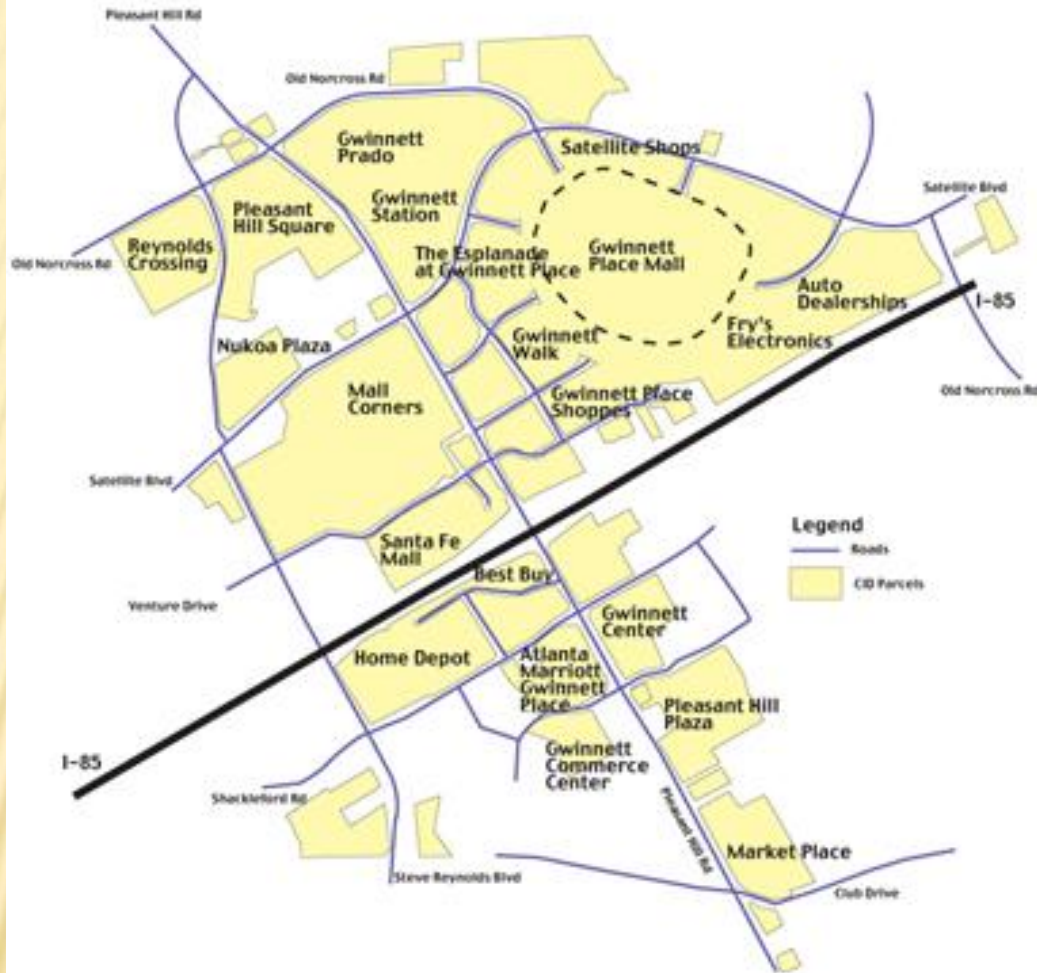 Pleasant Hill Rd
Old Norcross Rd
Gwinnett
Prado
Satellite Shops
Gwinnett
Station
Satellite Blvd
Pleasant
Hill Square
Reynolds
Crossing
Old Norcross Rd
The Esplanade
at Gwinnett Place
Gwinnett
Place Mall
Auto
Dealerships
I-85
Fry's
Electronics
Nukoa Plaza
Gwinnett
Walk
Old Norcross Rd
Mall
Corners
Gwinnett Place
Shoppes
Satellite Blvd
Santa Fe
Mall
Legend
Roads
CID Parcels
Best Buy
Venture Drive
Gwinnett
Center
Home Depot
Atlanta
Marriott
Gwinnett
Place
Pleasant Hill
Plaza
Gwinnett
Commerce
Center
I-85
Shackleford Rd
Pleasant Hill Rd
Market Place
Steve Reynolds Blvd
Club Drive